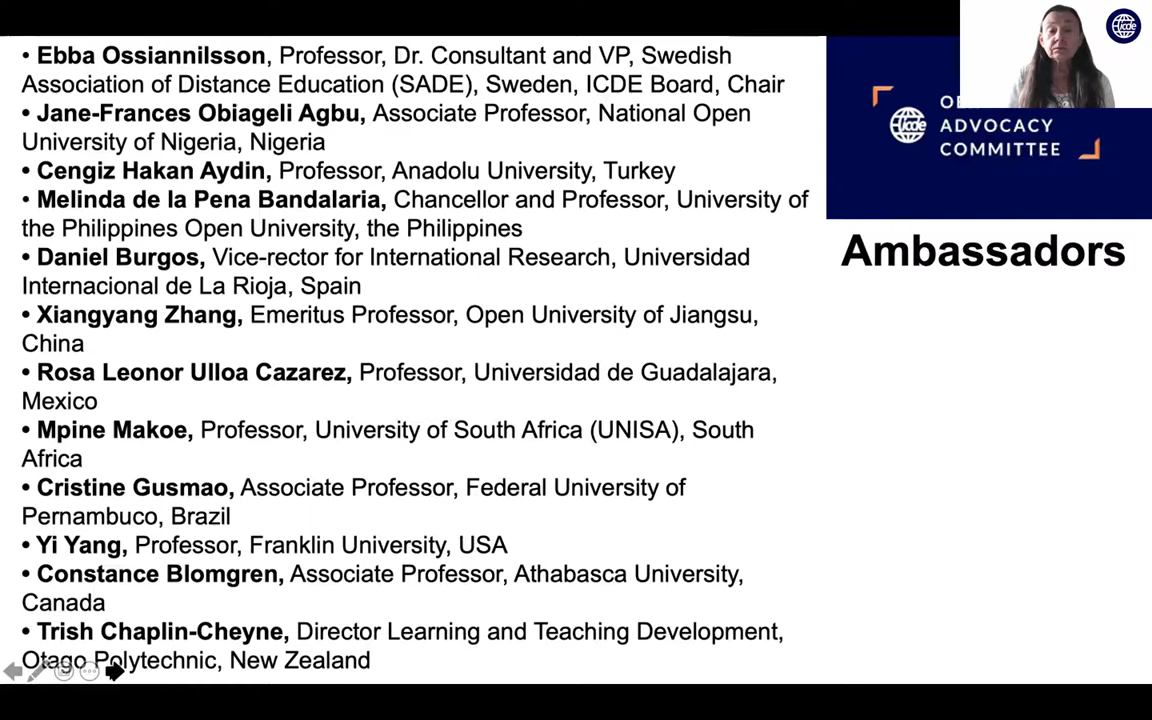 • Ebba Ossiannilsson, Professor, Dr. Consultant and VP, Swedish
Association of Distance Education (SADE), Sweden, ICDE Board, Chair
• Jane-Frances Obiageli Agbu, Associate Professor, National Open
University of Nigeria, Nigeria
• Cengiz Hakan Aydin, Professor, Anadolu University, Turkey
• Melinda de la Pena Bandalaria, Chancellor and Professor, University of
the Philippines Open University, the Philippines
• Daniel Burgos, Vice-rector for International Research, Universidad
Internacional de La Rioja, Spain
• Xiangyang Zhang, Emeritus Professor, Open University of Jiangsu,
China
• Rosa Leonor Ulloa Cazarez, Professor, Universidad de Guadalajara,
Mexico
• Mpine Makoe, Professor, University of South Africa (UNISA), South
Africa
• Cristine Gusmao, Associate Professor, Federal University of
Pernambuco, Brazil
• Yi Yang, Professor, Franklin University, USA
• Constance Blomgren, Associate Professor, Athabasca University,
Canada
• Trish Chaplin-Cheyne, Director Learning and Teaching Development,
Otago Polytechnic, New Zealand
icde
icde
ADVOCACY
COMMITTEE
Ambassadors